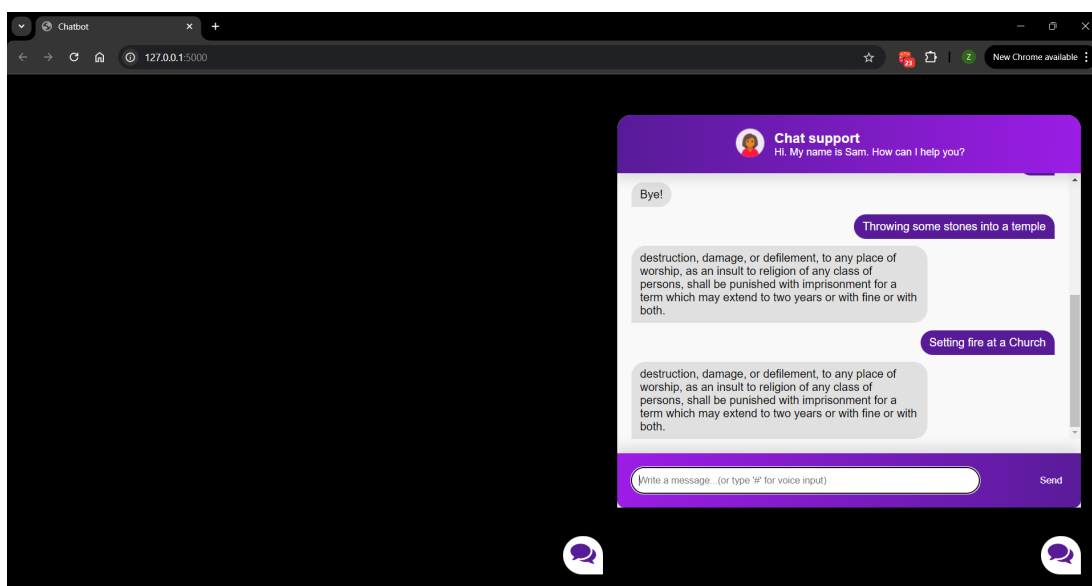 Chatbot
127.0.0.1:5000
23
Z
New Chrome available
Chat support
Hi. My name is Sam. How can I help you?
Bye!
Throwing some stones into a temple
destruction, damage, or defilement, to any place of
worship, as an insult to religion of any class of
persons, shall be punished with imprisonment for a
term which may extend to two years or with fine or with
both.
Setting fire at a Church
destruction, damage, or defilement, to any place of
worship, as an insult to religion of any class of
persons, shall be punished with imprisonment for a
term which may extend to two years or with fine or with
both.
Write a message...(or type '#' for voice input)
Send